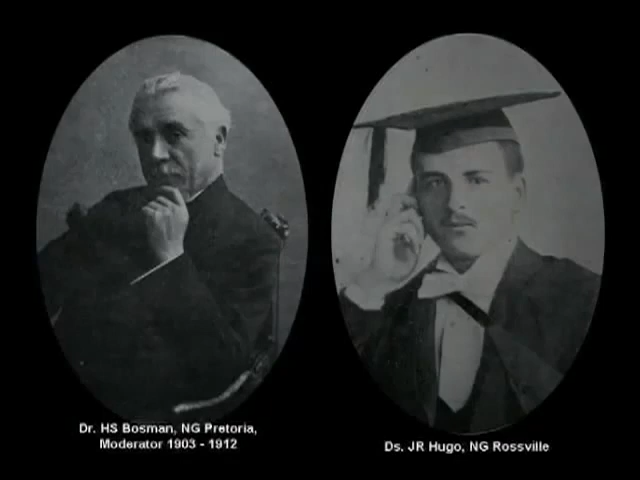 Dr. HS Bosman, NG Pretoria,
Moderator 1903 - 1912
Ds. JR Hugo, NG Rossville